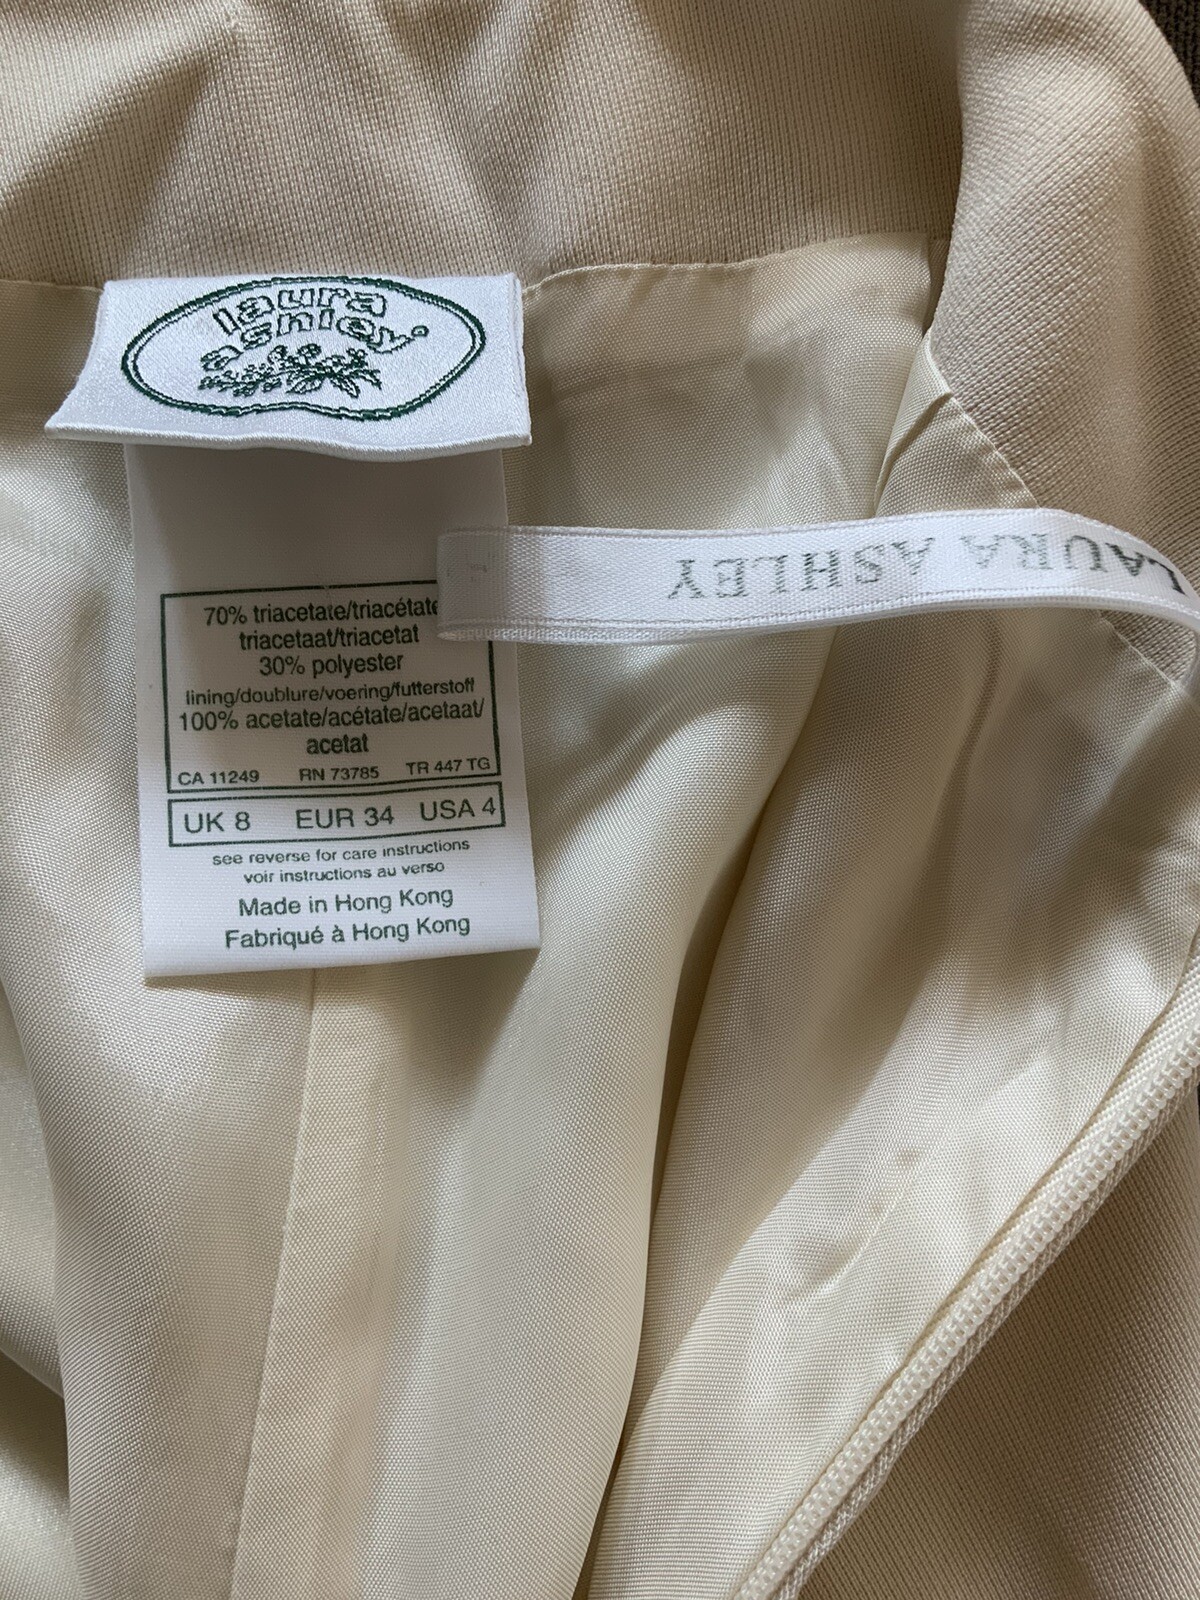 laura
ashley®
LAURA ASHLEY
70% triacetate/triacétate
triacetaat/triacetat
30% polyester
lining/doublure/voering/futterstoff
100% acetate/acétate/acetaat/
acetat
CA 11249 RN 73785 TR 447 TG
UK 8 EUR 34 USA 4
see reverse for care instructions
voir instructions au verso
Made in Hong Kong
Fabriqué à Hong Kong